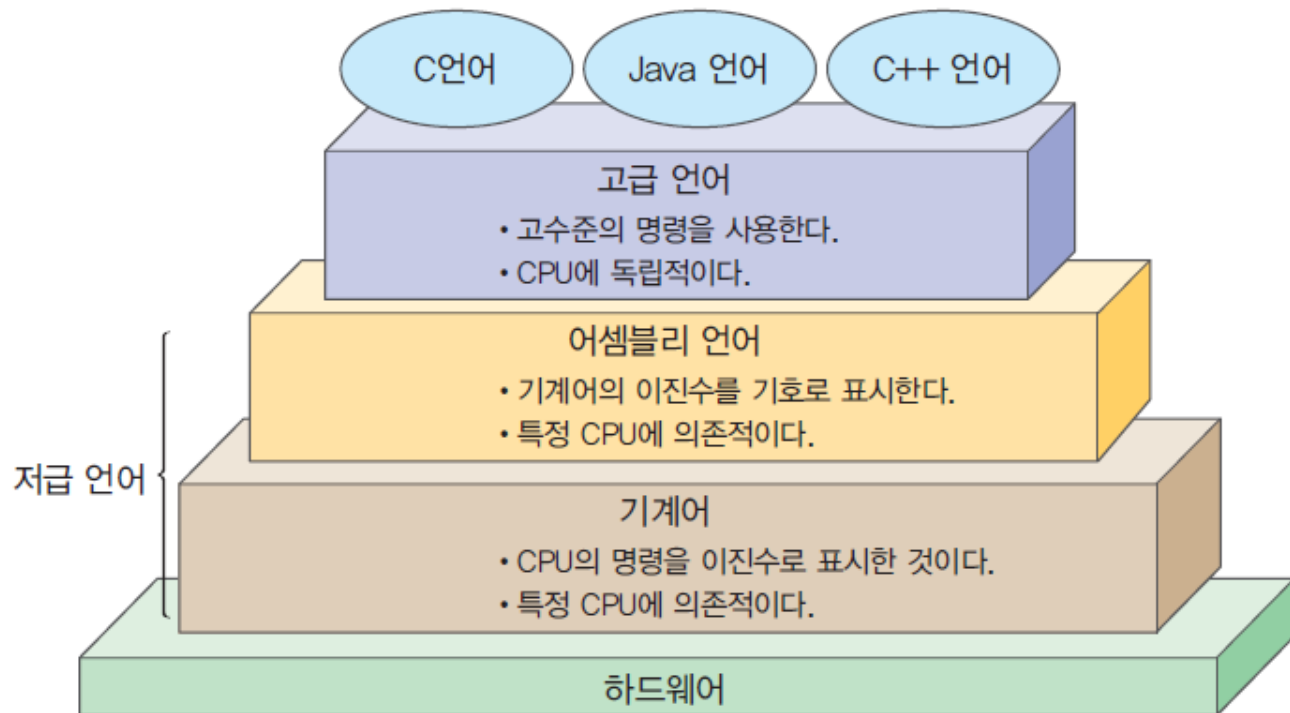 C언어
Java 언어
C++ 언어
고급 언어
• 고수준의 명령을 사용한다.
• CPU에 독립적이다.
어셈블리 언어
• 기계어의 이진수를 기호로 표시한다.
• 특정 CPU에 의존적이다.
저급 언어
기계어
• CPU의 명령을 이진수로 표시한 것이다.
• 특정 CPU에 의존적이다.
하드웨어